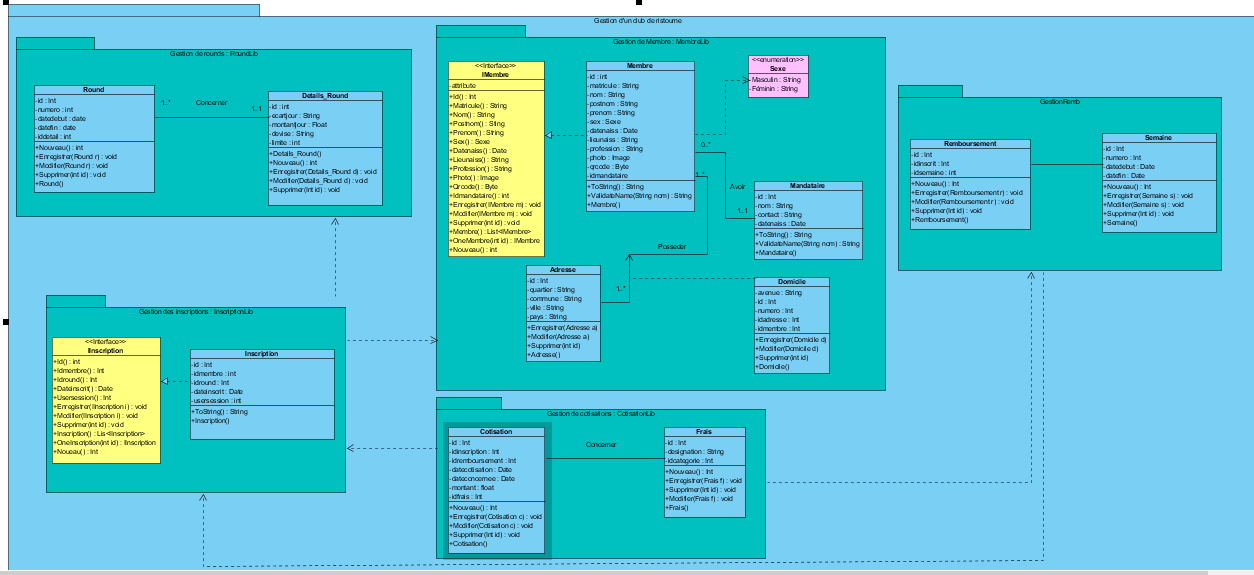 Gestion d'un club de ristourne
Gestion de rounds : RoundLib
Round
-id : Int
-numero : int
-datedebut : date
-datefin : date
-iddetail : int
+Nouveau() : int
+Enregistrer(Round r) : void
+Modifier(Round r) : void
+Supprimer(int id) : void
+Round()
1..*
Concerner
1..1
Details_Round
-id : int
-ecartjour : String
-montantjour : Float
-devise : String
-limite : int
+Details_Round()
+Nouveau() : int
+Enregistrer(Details_Round d) : void
+Modifier(Details_Round d) : void
+Supprimer(Int id)
Gestion de Membre : MembreLib
<<Interface>>
IMembre
-attribute
+Id() : Int
+Matricule() : String
+Nom() : String
+Postnom() : String
+Prenom() : String
+Sex() : Sexe
+Datenaiss() : Date
+Lieunaiss() : String
+Profession() : String
+Photo() : Image
+Qrcode() : Byte
+Idmandataire() : int
+Enregistrer(IMembre m) : void
+Modifier(IMembre m) : void
+Supprimer(int id) : void
+Membre() : List<IMembre>
+OneMembre(int id) : IMembre
+Nouveau() : int
Membre
-id : int
-matricule : String
-nom : String
-postnom : String
-prenom : String
-sex : Sexe
-datenaiss : Date
-lieunaiss : String
-profession : String
-photo : Image
-qrcode : Byte
-idmandataire
+ToString() : String
+ValidateName(String nom) : String
+Membre()
<<enumeration>>
Sexe
-Masculin : String
-Féminin : String
0..*
1..*
Avoir
1..1
Mandataire
-id : Int
-nom : String
-contact : String
-datenaiss : Date
+ToString() : String
+ValidateName(String nom) : String
+Mandataire()
Posseder
1..*
Adresse
-id : Int
-quartier : String
-commune : String
-ville : String
-pays : String
+Enregistrer(Adresse a)
+Modifier(Adresse a)
+Supprimer(int id)
+Adresse()
Domicile
-avenue : String
-id : Int
-numero : Int
-idadresse : Int
-idmembre : Int
+Enregistrer(Domicile d)
+Modifier(Domicile d)
+Supprimer(int id)
+Domicile()
GestionRemb
Remboursement
-id : Int
-idinscrit : Int
-idsemaine : int
+Nouveau() : Int
+Enregistrer(Remboursement r) : void
+Modifier(Remboursement r) : void
+Supprimer(Int id) : void
+Remboursement()
Semaine
-id : Int
-numero : Int
-datedebut : Date
-datefin : Date
+Nouveau() : Int
+Enregistrer(Semaine s) : void
+Modifier(Semaine s) : void
+Supprimer(Int id) : void
+Semaine()
Gestion des inscriptions : InscriptionLib
<<Interface>>
IInscription
+Id() : int
+Idmembre() : Int
+Idround() : Int
+Dateinscrit() : Date
+Usersession() : Int
+Enregistrer(IInscription i) : void
+Modifier(IInscription i) : void
+Supprimer(int id) : void
+Inscription() : Lis<IInscription>
+OneInscription(int id) : IInscription
+Noueau() : Int
Inscription
-id : Int
-idmembre : int
-idround : Int
-dateinscrit : Date
-usersession : int
+ToString() : String
+Inscription()
Gestion de cotisations : CotisationLib
Cotisation
-id : Int
-idinscription : Int
-idremboursement : Int
-datecotisation : Date
-dateconcernee : Date
-montant : float
-idfrais : Int
+Nouveau() : Int
+Enregistrer(Cotisation c) : void
+Modifier(Cotisation c) : void
+Supprimer(Int id) : void
+Cotisation()
Concerner
Frais
-id : Int
-designation : String
-idcategorie : Int
+Nouveau() : Int
+Enregistrer(Frais f) : void
+Supprimer(Int id) : void
+Modifier(Frais f) : void
+Frais()